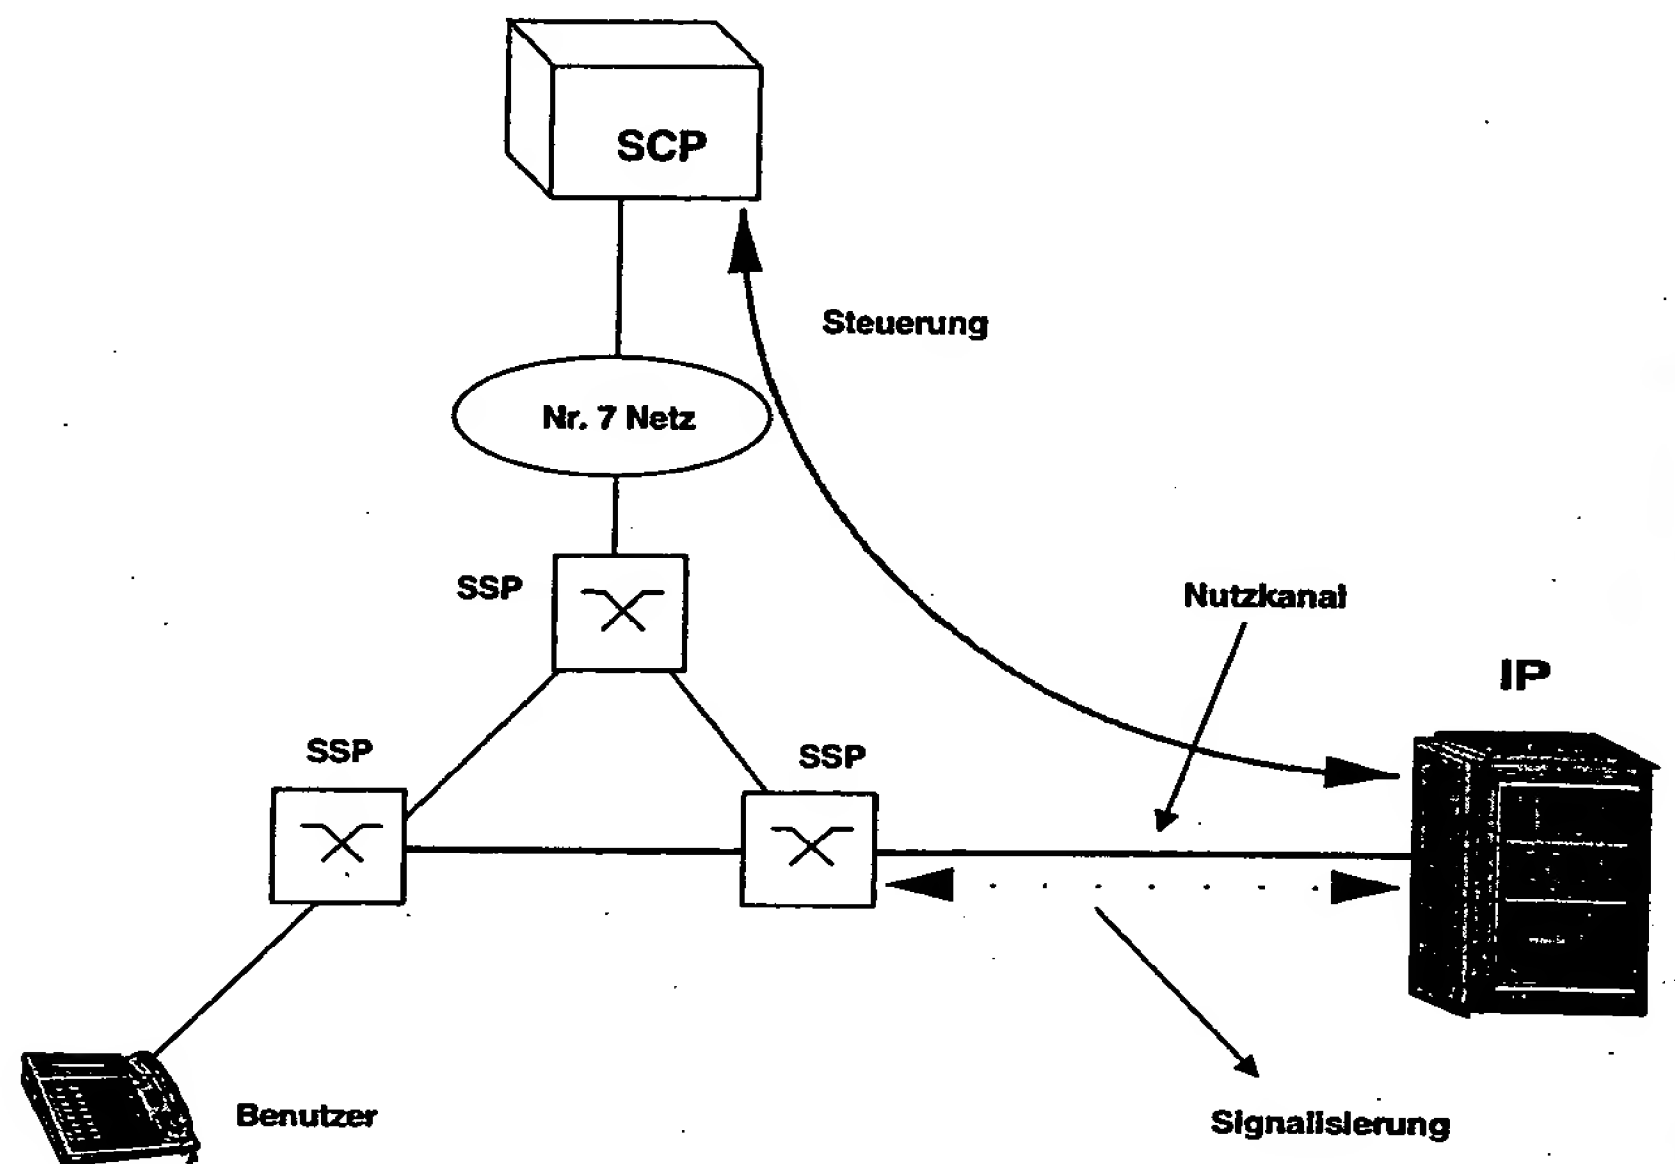 SCP
Steuerung
Nr. 7 Netz
SSP
Nutzkanal
IP
SSP
SSP
Benutzer
Signalisierung